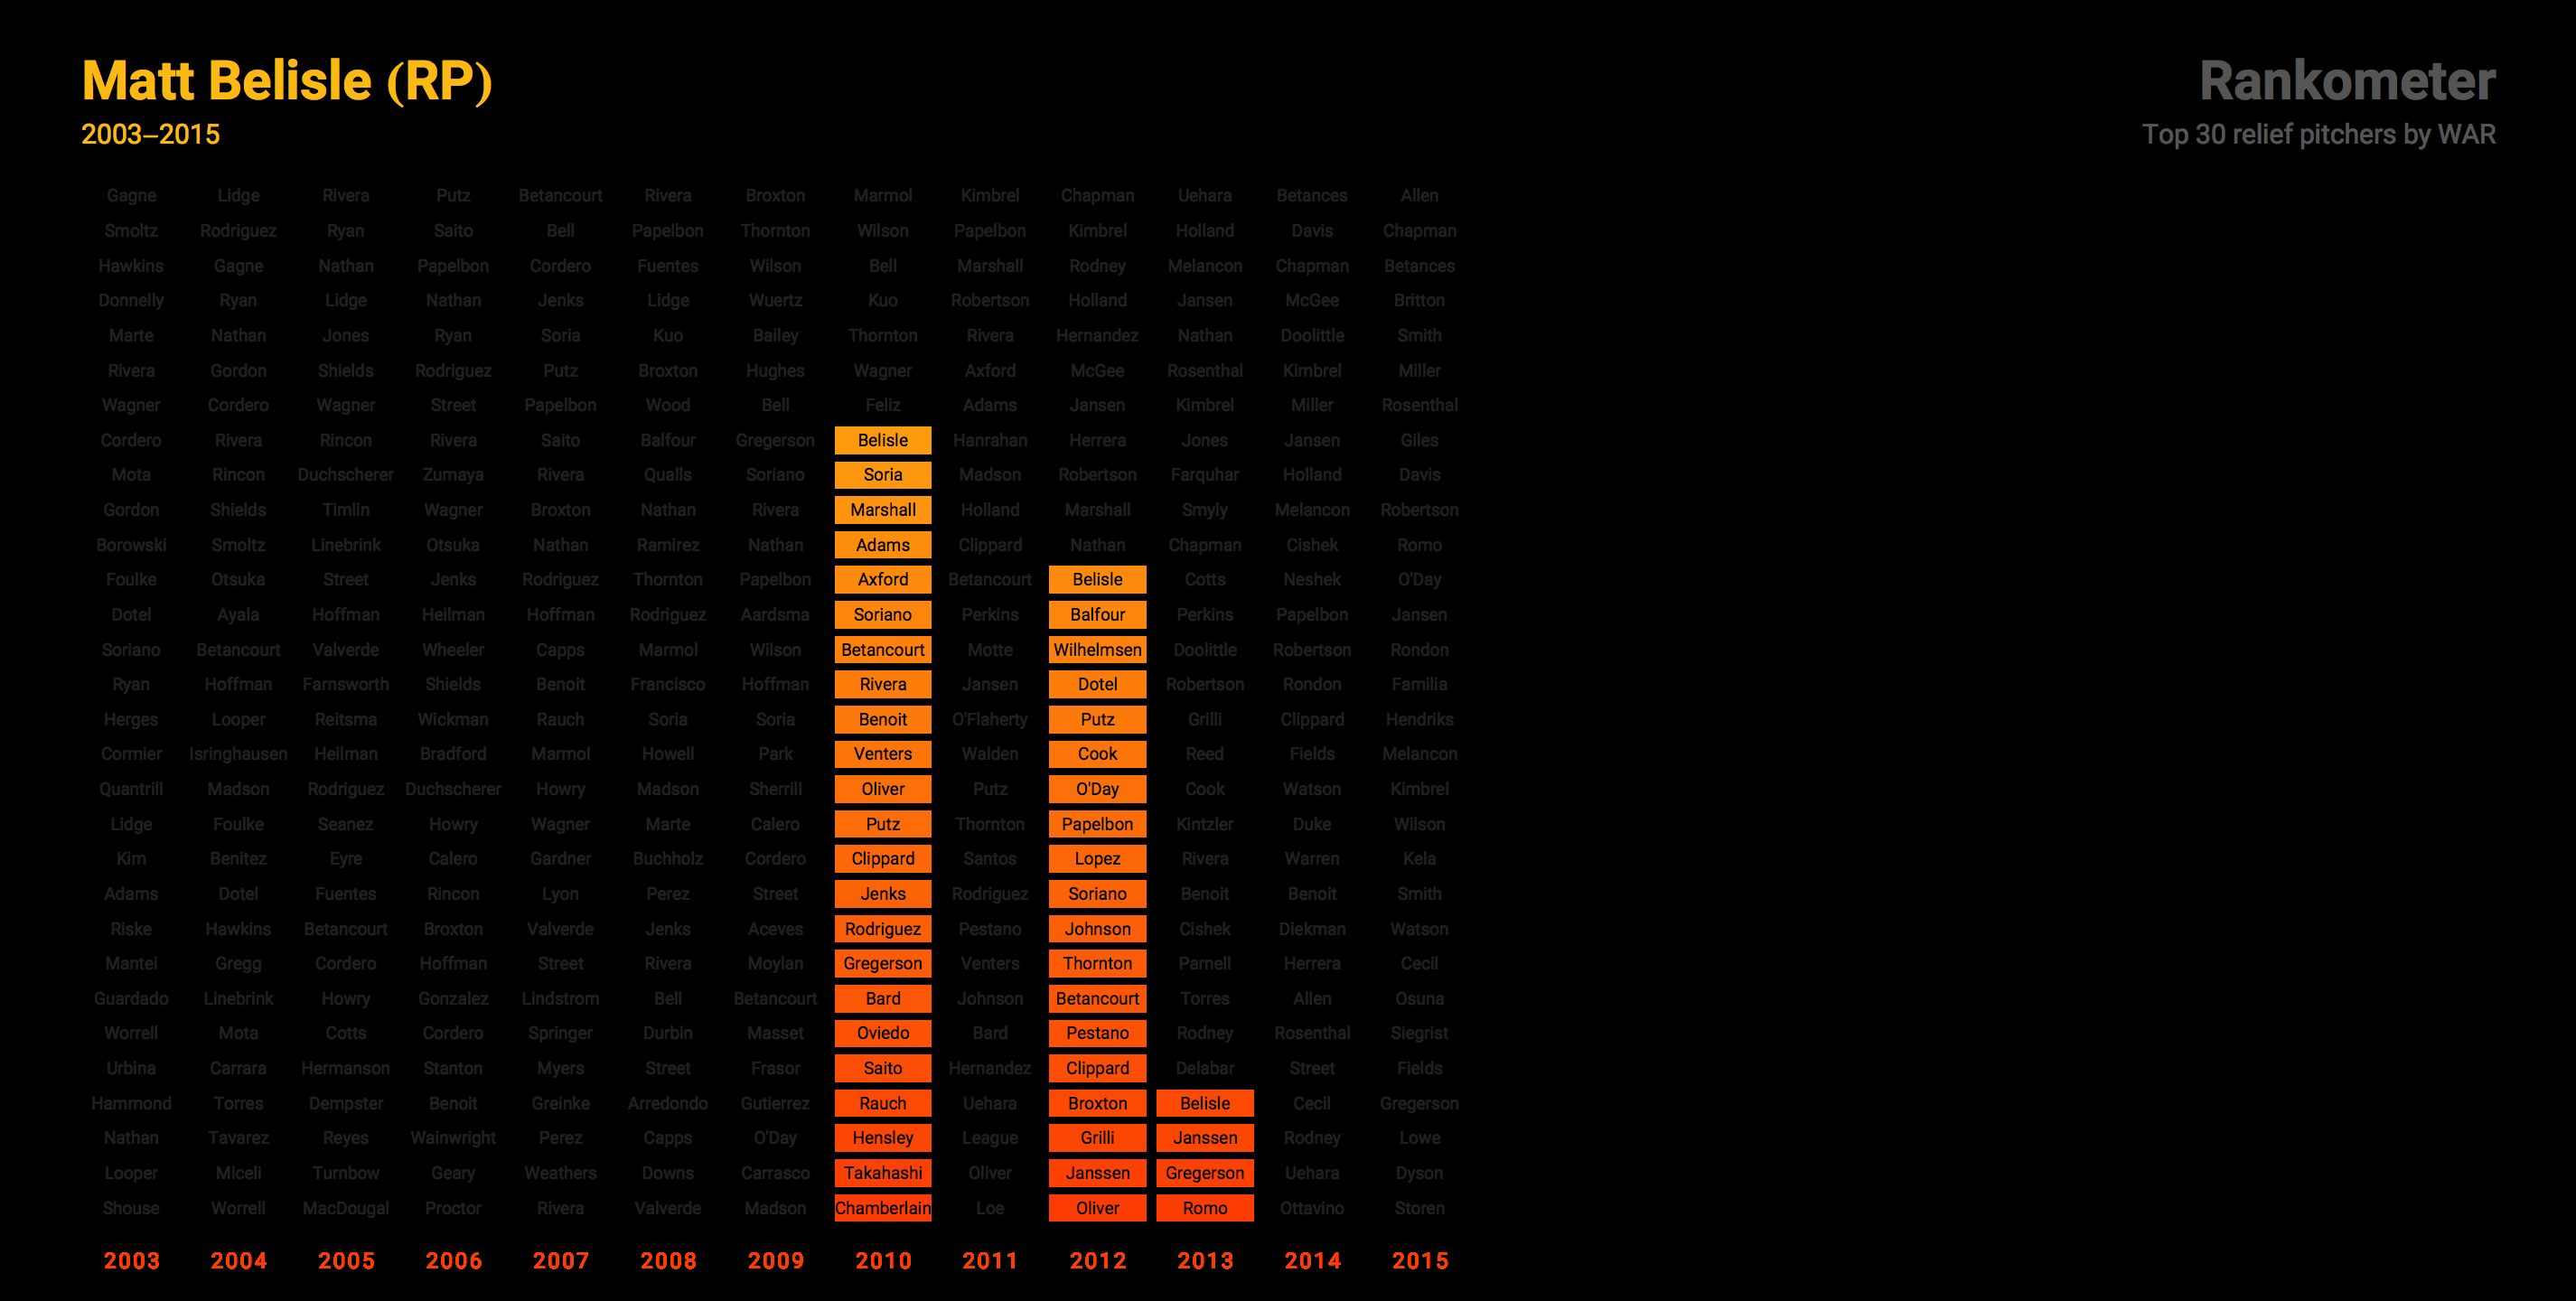 Matt Belisle (RP)
2003–2015
Rankometer
Top 30 relief pitchers by WAR
Gagne Lidge Rivera Putz Betancourt Rivera Broxton Marmol Kimbrel Chapman Uehara Betances Allen
Smoltz Rodriguez Ryan Saito Bell Papelbon Thornton Wilson Papelbon Kimbrel Holland Davis Chapman
Hawkins Gagne Nathan Papelbon Cordero Fuentes Wilson Bell Marshall Rodney Melancon Chapman Betances
Donnelly Ryan Lidge Nathan Jenks Lidge Wuertz Kuo Robertson Holland Jansen McGee Britton
Marte Nathan Jones Ryan Soria Kuo Bailey Thornton Rivera Hernandez Nathan Doolittle Smith
Rivera Gordon Shields Rodriguez Putz Broxton Hughes Wagner Axford McGee Rosenthal Kimbrel Miller
Wagner Cordero Wagner Street Papelbon Wood Bell Feliz Adams Jansen Kimbrel Miller Rosenthal
Cordero Rivera Rincon Rivera Saito Balfour Gregerson Belisle Hanrahan Herrera Jones Jansen Giles
Mota Rincon Duchscherer Zumaya Rivera Qualls Soriano Soria Madson Robertson Farquhar Holland Davis
Gordon Shields Timlin Wagner Broxton Nathan Rivera Marshall Holland Marshall Smyly Melancon Robertson
Borowski Smoltz Linebrink Otsuka Nathan Ramirez Nathan Adams Clippard Nathan Chapman Cishek Romo
Foulke Otsuka Street Jenks Rodriguez Thornton Papelbon Axford Betancourt Belisle Cotts Neshek O'Day
Dotel Ayala Hoffman Heilman Hoffman Rodriguez Aardsma Soriano Perkins Balfour Perkins Papelbon Jansen
Soriano Betancourt Valverde Wheeler Capps Marmol Wilson Betancourt Motte Wilhelmsen Doolittle Robertson Rondon
Ryan Hoffman Farnsworth Shields Benoit Francisco Hoffman Rivera Jansen Dotel Robertson Rondon Familia
Herges Looper Reitsma Wickman Rauch Soria Soria Benoit O'Flaherty Putz Grilli Clippard Hendriks
Cormier Isringhausen Heilman Bradford Marmol Howell Park Venters Walden Cook Reed Fields Melancon
Quantrill Madson Rodriguez Duchscherer Howry Madson Sherrill Oliver Putz O'Day Cook Watson Kimbrel
Lidge Foulke Seanez Howry Wagner Marte Calero Putz Thornton Papelbon Kintzler Duke Wilson
Kim Benitez Eyre Calero Gardner Buchholz Cordero Clippard Santos Lopez Rivera Warren Kela
Adams Dotel Fuentes Rincon Lyon Perez Street Jenks Rodriguez Soriano Benoit Benoit Smith
Riske Hawkins Betancourt Broxton Valverde Jenks Aceves Rodriguez Pestano Johnson Cishek Diekman Watson
Mantei Gregg Cordero Hoffman Street Rivera Moylan Gregerson Venters Thornton Parnell Herrera Cecil
Guardado Linebrink Howry Gonzalez Lindstrom Bell Betancourt Bard Johnson Betancourt Torres Allen Osuna
Worrell Mota Cotts Cordero Springer Durbin Masset Oviedo Bard Pestano Rodney Rosenthal Siegrist
Urbina Carrara Hermanson Stanton Myers Street Frasor Saito Hernandez Clippard Delabar Street Fields
Hammond Torres Dempster Benoit Greinke Arredondo Gutierrez Rauch Uehara Broxton Belisle Cecil Gregerson
Nathan Tavarez Reyes Wainwright Perez Capps O'Day Hensley League Grilli Janssen Rodney Lowe
Looper Miceli Turnbow Geary Weathers Downs Carrasco Takahashi Oliver Janssen Gregerson Uehara Dyson
Shouse Worrell MacDougal Proctor Rivera Valverde Madson Chamberlain Loe Oliver Romo Ottavino Storen
2003 2004 2005 2006 2007 2008 2009 2010 2011 2012 2013 2014 2015